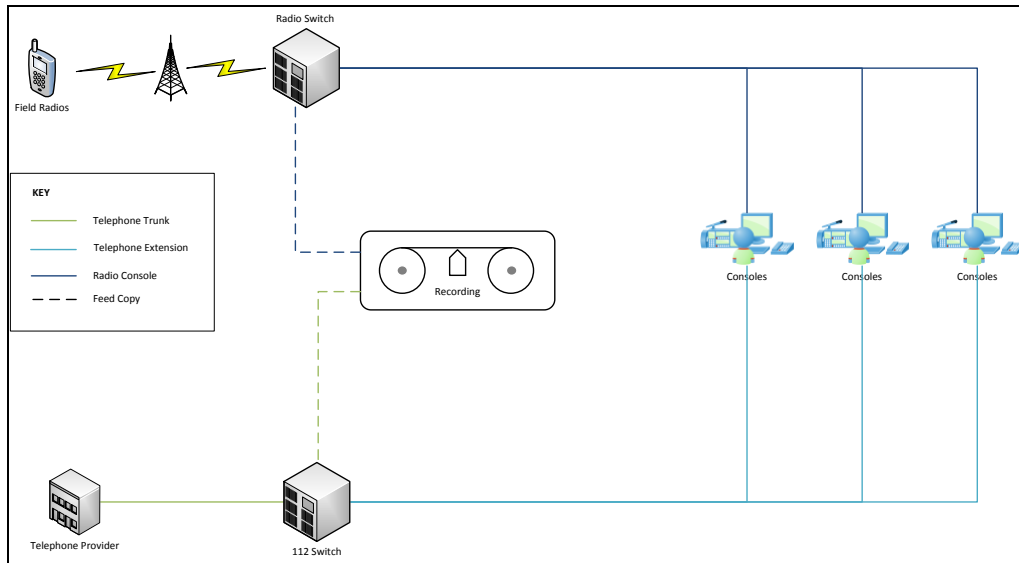 Radio Switch
Field Radios
KEY
Telephone Trunk
Telephone Extension
Radio Console
Feed Copy
Recording
Consoles
Consoles
Consoles
Telephone Provider
112 Switch